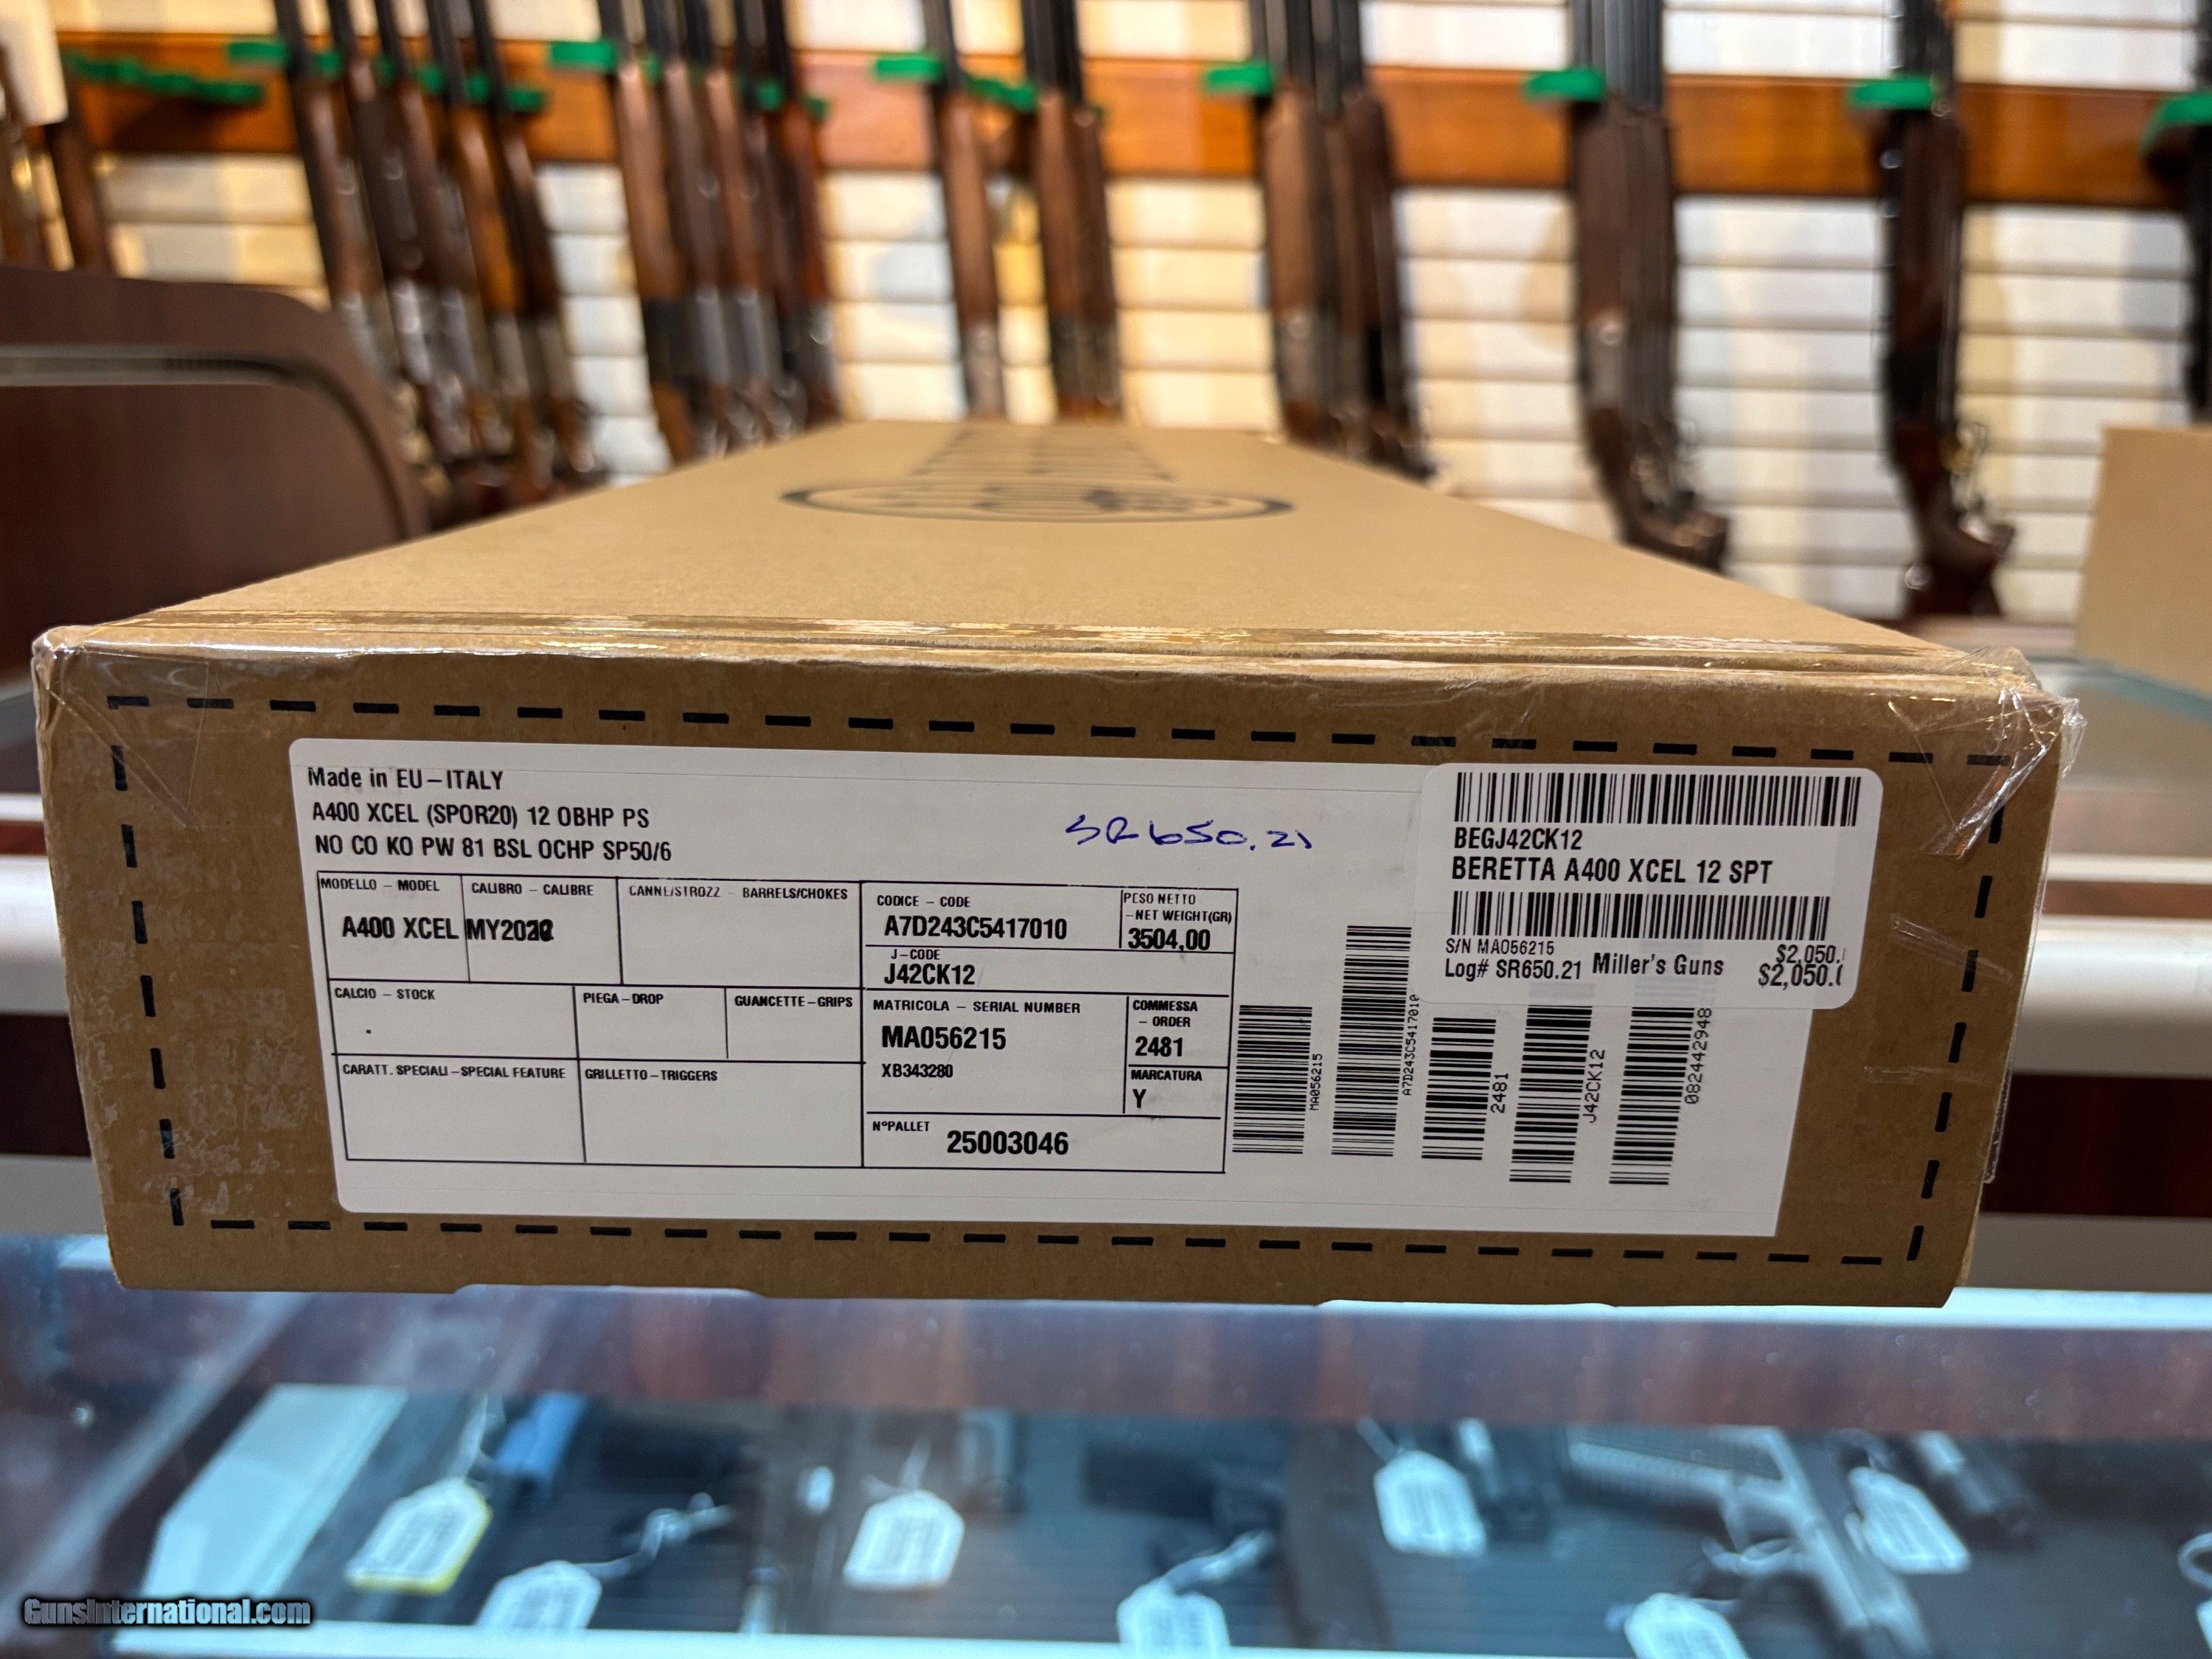 Made in EU-ITALY
A400 XCEL (SPOR20) 12 OBHP PS
NO CO KO PW 81 BSL OCHP SP50/6
SR650.21
MODELLO - MODEL
A400 XCEL
CALIBRO - CALIBRE
CANNE/STROZZ - BARRELS/CHOKES
CODICE - CODE
A7D243C5417010
PESO NETTO
-NET WEIGHT(GR)
3504,00
J-CODE
J42CK12
CALCIO - STOCK
PIEGA-DROP
GUANCETTE-GRIPS
MATRICOLA - SERIAL NUMBER
MA056215
XB343280
COMMESSA
- ORDER
2481
MARCATURA
Y
CARATT. SPECIALI-SPECIAL FEATURE
GRILLETTO-TRIGGERS
N°PALLET
25003046
MA056215
A7D243C5417010
2481
J42CK12
082442948
BEGJ42CK12
BERETTA A400 XCEL 12 SPT
S/N MA056215
$2,050.
Log# SR650.21 Miller's Guns
$2,050.
GunsInternational.com